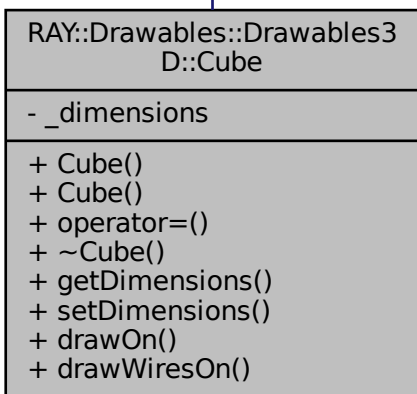 RAY::Drawables::Drawables3
D::Cube
- _dimensions
+ Cube()
+ Cube()
+ operator=()
+ ~Cube()
+ getDimensions()
+ setDimensions()
+ drawOn()
+ drawWiresOn()